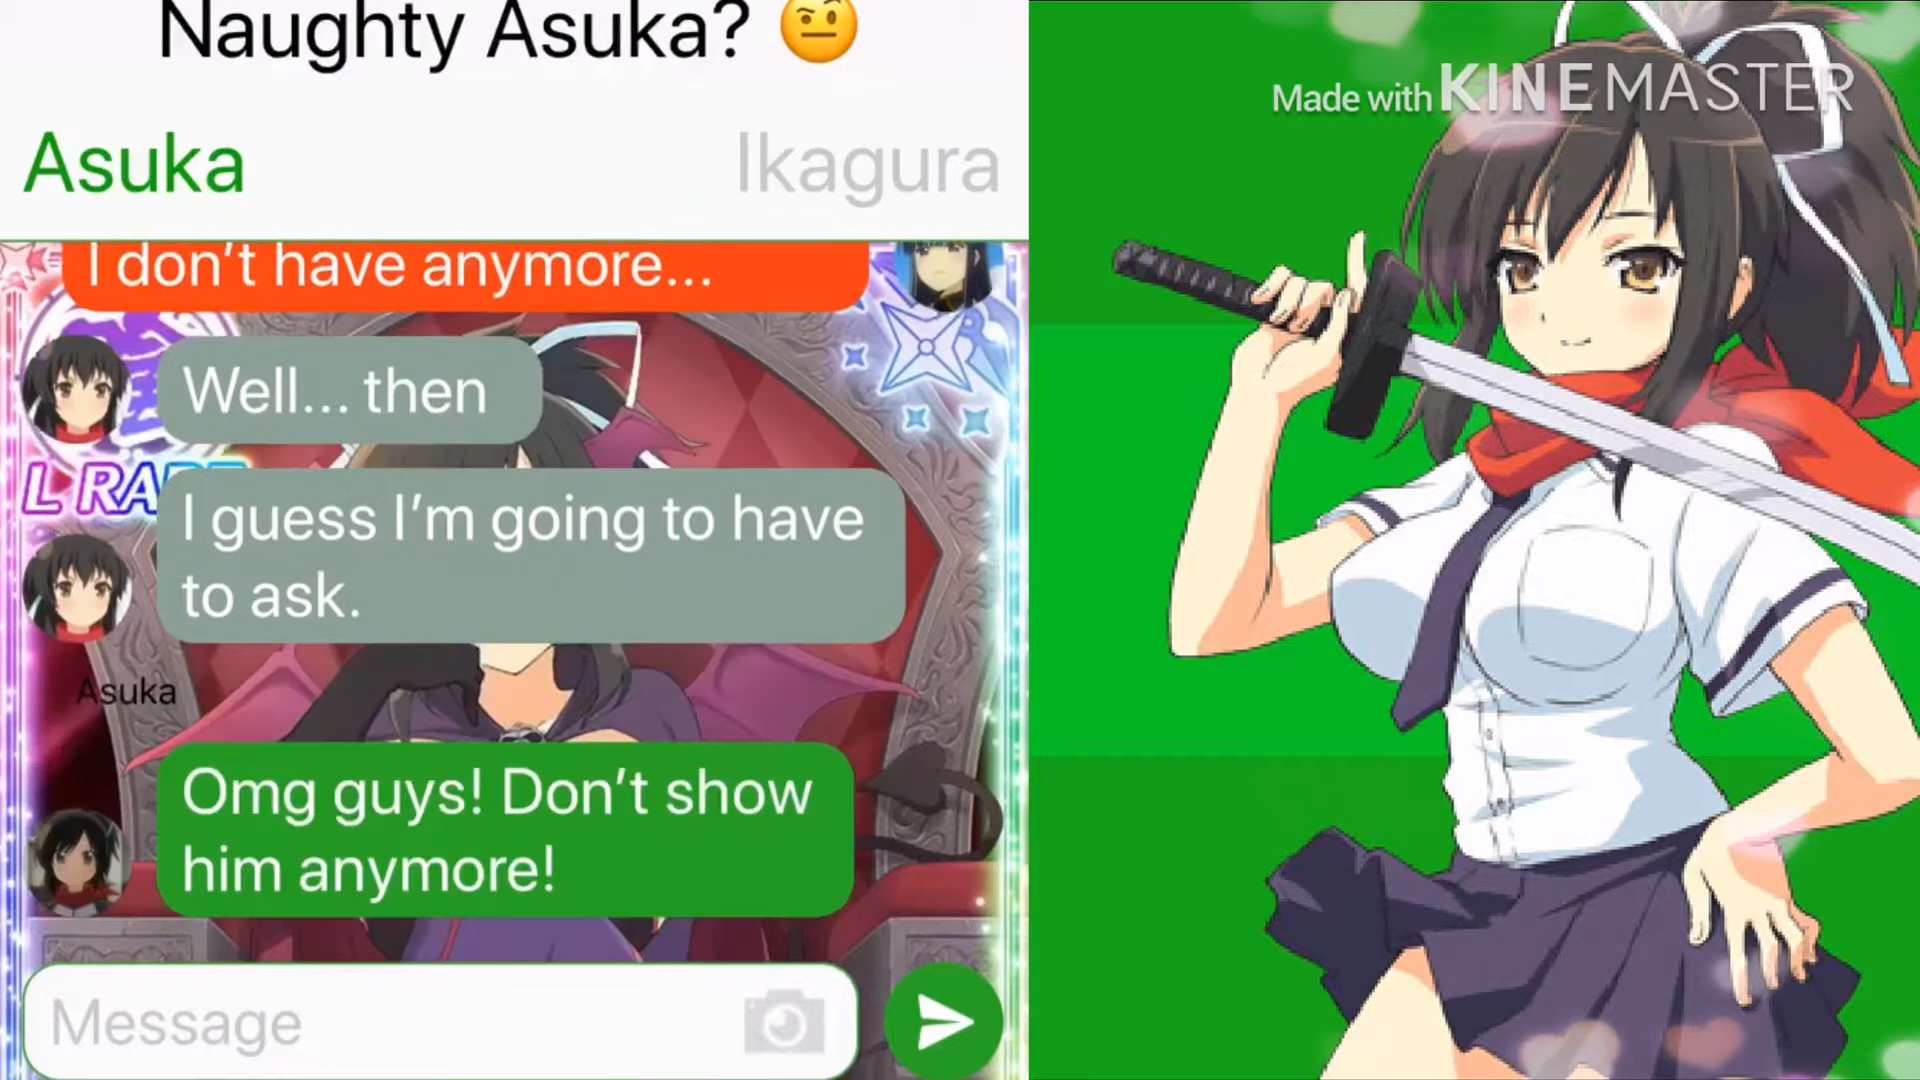 Naughty Asuka? 🤨
Asuka
Ikagura
I don't have anymore...
Well... then
L RA
I guess I'm going to have
to ask.
Asuka
Omg guys! Don't show
him anymore!
Message
Made with KINEMASTER